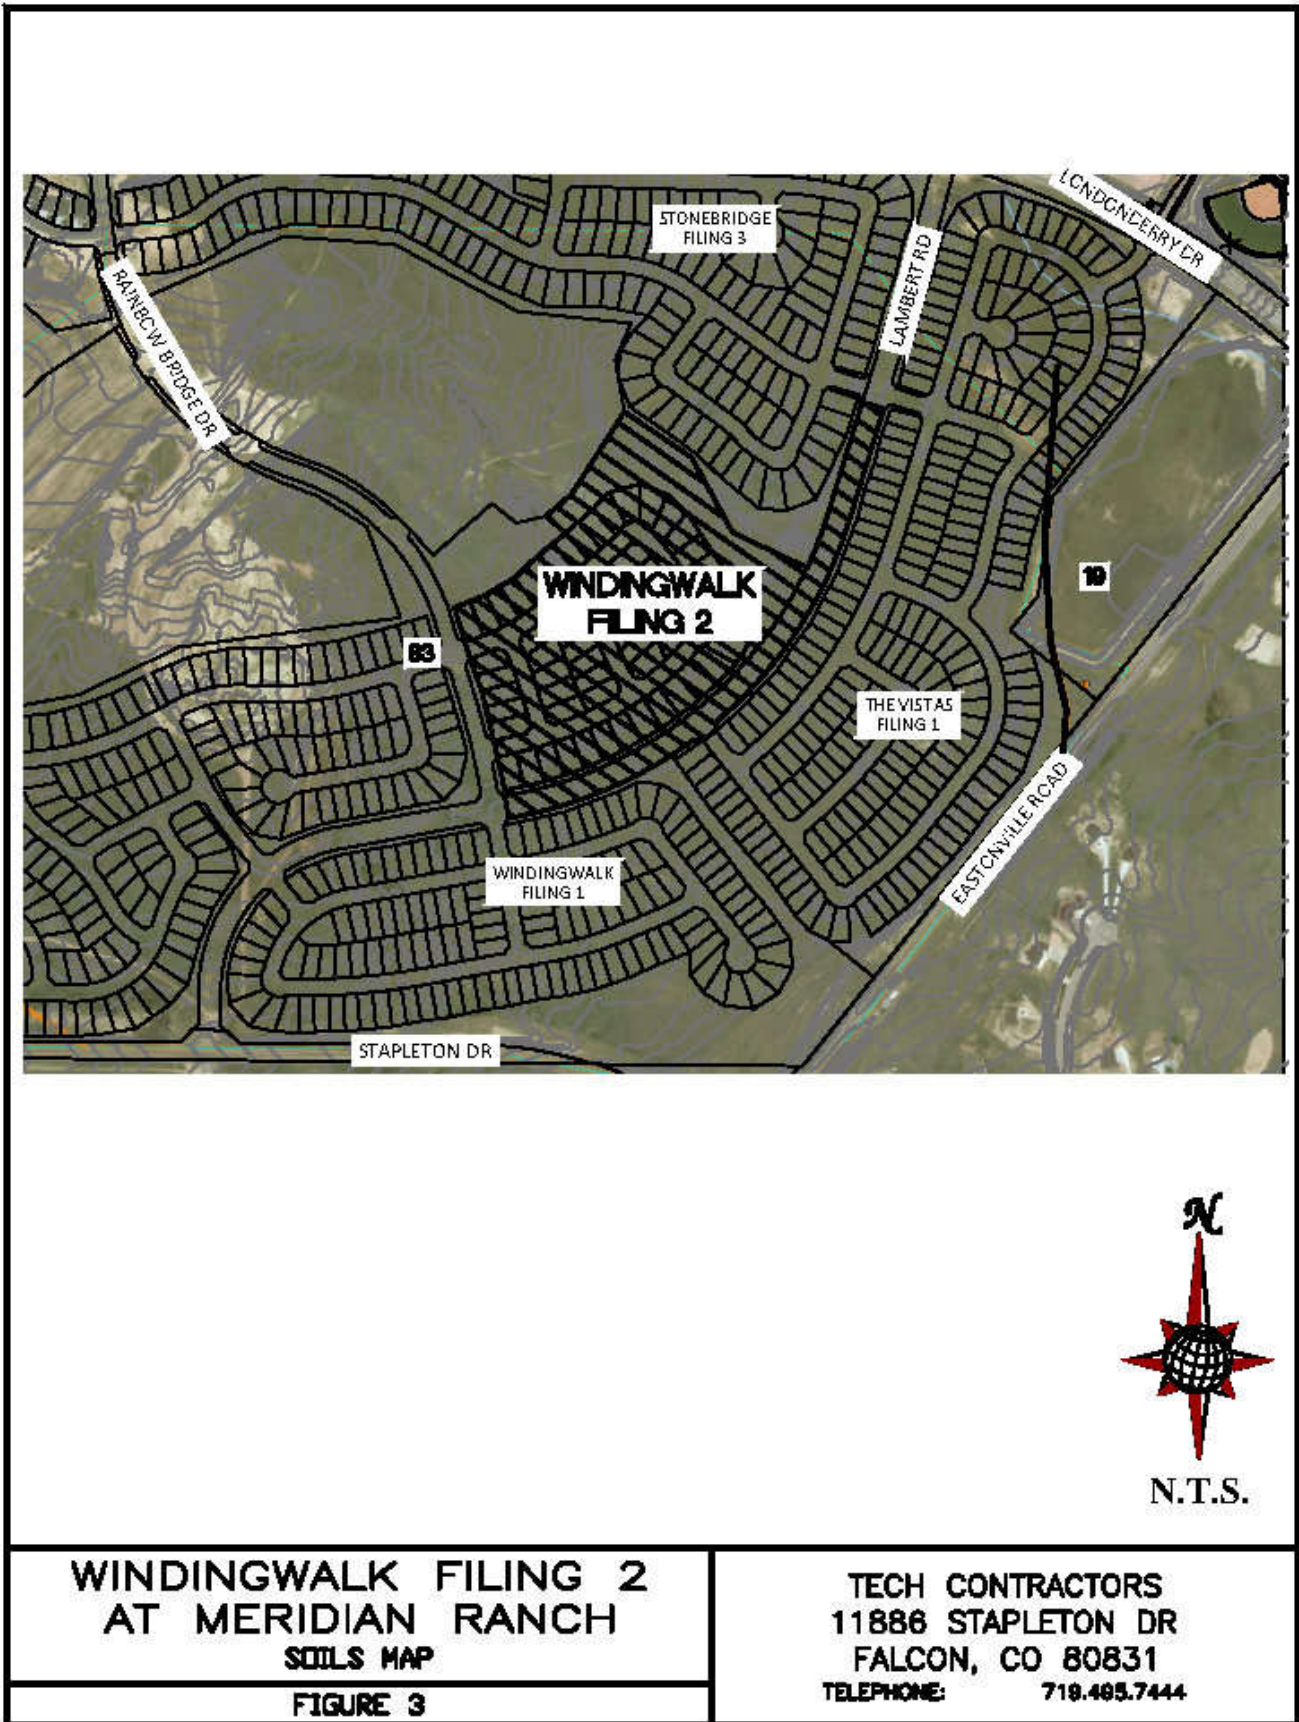 LONDONDERRY DR
STONEBRIDGE
FILING 3
LAMBERT RD
RAINBOW BRIDGE DR
WINDINGWALK
FILING 2
19
83
THE VISTAS
FILING 1
EASTONVILLE ROAD
WINDINGWALK
FILING 1
STAPLETON DR
N
N.T.S.
WINDINGWALK FILING 2
AT MERIDIAN RANCH
SOILS MAP
FIGURE 3
TECH CONTRACTORS
11886 STAPLETON DR
FALCON, CO 80831
TELEPHONE: 719.495.7444